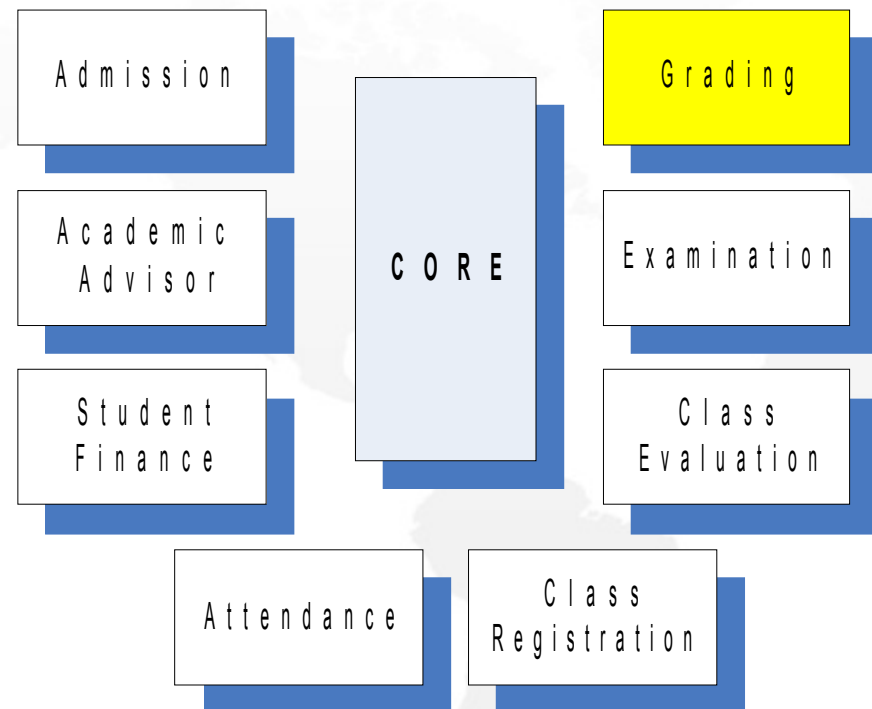 Admission
Grading
CORE
Academic
Advisor
Examination
Student
Finance
Class
Evaluation
Attendance
Class
Registration